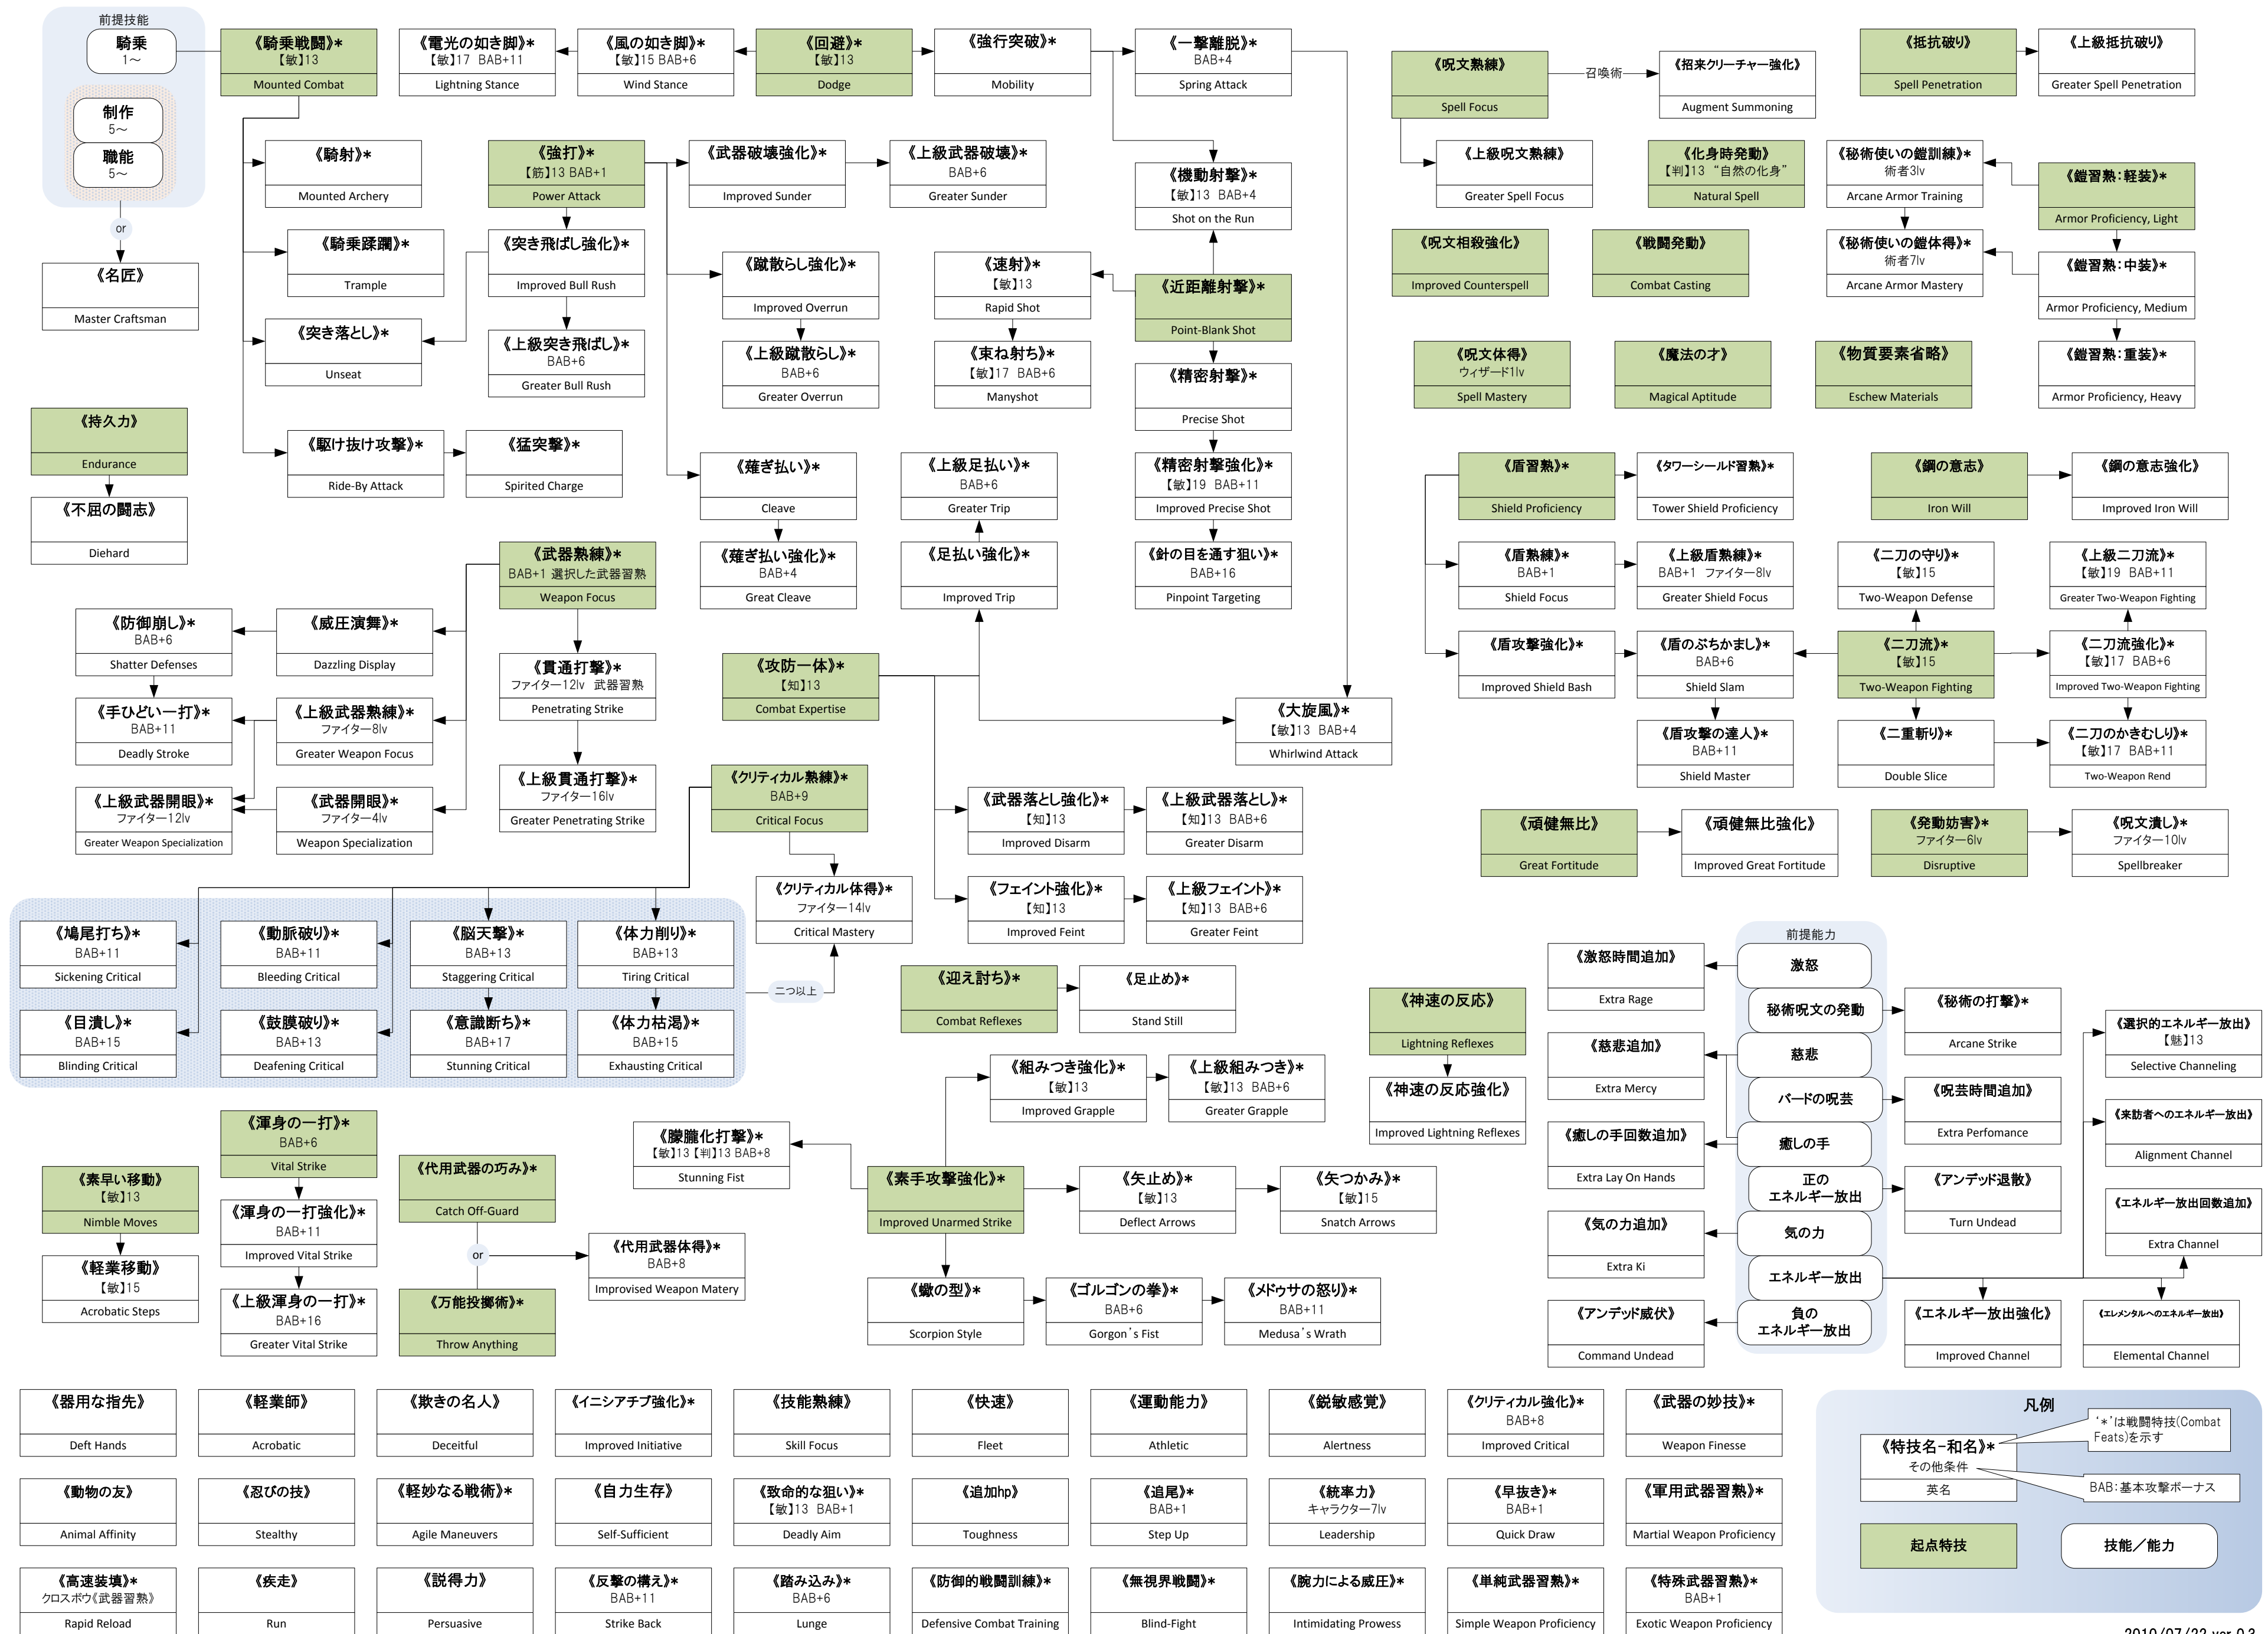 前提技能
騎乗
1～
制作
5～
職能
5～
or
《名匠》
Master Craftsman
《騎乗戦闘》*
【敏】13
Mounted Combat
《電光の如き脚》*
【敏】17 BAB+11
Lightning Stance
《風の如き脚》*
【敏】15 BAB+6
Wind Stance
《回避》*
【敏】13
Dodge
《強行突破》*
Mobility
《一撃離脱》*
BAB+4
Spring Attack
《騎射》*
Mounted Archery
《強打》*
【筋】13 BAB+1
Power Attack
《武器破壊強化》*
Improved Sunder
《上級武器破壊》*
BAB+6
Greater Sunder
《機動射撃》*
【敏】13 BAB+4
Shot on the Run
《騎乗蹂躙》*
Trample
《突き飛ばし強化》*
Improved Bull Rush
《蹴散らし強化》*
Improved Overrun
《速射》*
【敏】13
Rapid Shot
《近距離射撃》*
Point-Blank Shot
《突き落とし》*
Unseat
《上級突き飛ばし》*
BAB+6
Greater Bull Rush
《上級蹴散らし》*
BAB+6
Greater Overrun
《束ね射ち》*
【敏】17 BAB+6
Manyshot
《精密射撃》*
Precise Shot
《持久力》
Endurance
《不屈の闘志》
Diehard
《駆け抜け攻撃》*
Ride-By Attack
《猛突撃》*
Spirited Charge
《薙ぎ払い》*
Cleave
《上級足払い》*
BAB+6
Greater Trip
《精密射撃強化》*
【敏】19 BAB+11
Improved Precise Shot
《武器熟練》*
BAB+1 選択した武器習熟
Weapon Focus
《薙ぎ払い強化》*
BAB+4
Great Cleave
《足払い強化》*
Improved Trip
《針の目を通す狙い》*
BAB+16
Pinpoint Targeting
《防御崩し》*
BAB+6
Shatter Defenses
《威圧演舞》*
Dazzling Display
《貫通打撃》*
ファイター12lv 武器習熟
Penetrating Strike
《攻防一体》*
【知】13
Combat Expertise
《手ひどい一打》*
BAB+11
Deadly Stroke
《上級武器熟練》*
ファイター8lv
Greater Weapon Focus
《大旋風》*
【敏】13 BAB+4
Whirlwind Attack
《上級武器開眼》*
ファイター12lv
Greater Weapon Specialization
《武器開眼》*
ファイター4lv
Weapon Specialization
《上級貫通打撃》*
ファイター16lv
Greater Penetrating Strike
《クリティカル熟練》*
BAB+9
Critical Focus
《武器落とし強化》*
【知】13
Improved Disarm
《上級武器落とし》*
【知】13 BAB+6
Greater Disarm
《クリティカル体得》*
ファイター14lv
Critical Mastery
《フェイント強化》*
【知】13
Improved Feint
《上級フェイント》*
【知】13 BAB+6
Greater Feint
《鳩尾打ち》*
BAB+11
Sickening Critical
《動脈破り》*
BAB+11
Bleeding Critical
《脳天撃》*
BAB+13
Staggering Critical
《体力削り》*
BAB+13
Tiring Critical
二つ以上
《目潰し》*
BAB+15
Blinding Critical
《鼓膜破り》*
BAB+13
Deafening Critical
《意識断ち》*
BAB+17
Stunning Critical
《体力枯渇》*
BAB+15
Exhausting Critical
《迎え討ち》*
Combat Reflexes
《足止め》*
Stand Still
《組みつき強化》*
【敏】13
Improved Grapple
《上級組みつき》*
【敏】13 BAB+6
Greater Grapple
《神速の反応》
Lightning Reflexes
《神速の反応強化》
Improved Lightning Reflexes
《素早い移動》
【敏】13
Nimble Moves
《軽業移動》
【敏】15
Acrobatic Steps
《渾身の一打》*
BAB+6
Vital Strike
《渾身の一打強化》*
BAB+11
Improved Vital Strike
《上級渾身の一打》*
BAB+16
Greater Vital Strike
《代用武器の巧み》*
Catch Off-Guard
or
《万能投擲術》*
Throw Anything
《代用武器体得》*
BAB+8
Improvised Weapon Matery
《朦朧化打撃》*
【敏】13【判】13 BAB+8
Stunning Fist
《素手攻撃強化》*
Improved Unarmed Strike
《矢止め》*
【敏】13
Deflect Arrows
《矢つかみ》*
【敏】15
Snatch Arrows
《蠍の型》*
Scorpion Style
《ゴルゴンの拳》*
BAB+6
Gorgon's Fist
《メドゥサの怒り》*
BAB+11
Medusa's Wrath
《呪文熟練》
Spell Focus
召喚術
《招来クリーチャー強化》
Augment Summoning
《抵抗破り》
Spell Penetration
《上級抵抗破り》
Greater Spell Penetration
《上級呪文熟練》
Greater Spell Focus
《化身時発動》
【判】13 “自然の化身”
Natural Spell
《秘術使いの鎧訓練》*
術者3lv
Arcane Armor Training
《鎧習熟：軽装》*
Armor Proficiency, Light
《呪文相殺強化》
Improved Counterspell
《戦闘発動》
Combat Casting
《秘術使いの鎧体得》*
術者7lv
Arcane Armor Mastery
《鎧習熟：中装》*
Armor Proficiency, Medium
《呪文体得》
ウィザード1lv
Spell Mastery
《魔法の才》
Magical Aptitude
《物質要素省略》
Eschew Materials
《鎧習熟：重装》*
Armor Proficiency, Heavy
《盾習熟》*
Shield Proficiency
《タワーシールド習熟》*
Tower Shield Proficiency
《鋼の意志》
Iron Will
《鋼の意志強化》
Improved Iron Will
《盾熟練》*
BAB+1
Shield Focus
《上級盾熟練》*
BAB+1 ファイター8lv
Greater Shield Focus
《二刀の守り》*
【敏】15
Two-Weapon Defense
《上級二刀流》*
【敏】19 BAB+11
Greater Two-Weapon Fighting
《盾攻撃強化》*
Improved Shield Bash
《盾のぶちかまし》*
BAB+6
Shield Slam
《二刀流》*
【敏】15
Two-Weapon Fighting
《二刀流強化》*
【敏】17 BAB+6
Improved Two-Weapon Fighting
《盾攻撃の達人》*
BAB+11
Shield Master
《二重斬り》*
Double Slice
《二刀のかきむしり》*
【敏】17 BAB+11
Two-Weapon Rend
《頑健無比》
Great Fortitude
《頑健無比強化》
Improved Great Fortitude
《発動妨害》*
ファイター6lv
Disruptive
《呪文潰し》*
ファイター10lv
Spellbreaker
前提能力
激怒
秘術呪文の発動
慈悲
バードの呪芸
癒しの手
正の
エネルギー放出
気の力
エネルギー放出
負の
エネルギー放出
《激怒時間追加》
Extra Rage
《慈悲追加》
Extra Mercy
《癒しの手回数追加》
Extra Lay On Hands
《気の力追加》
Extra Ki
《アンデッド威伏》
Command Undead
《秘術の打撃》*
Arcane Strike
《呪芸時間追加》
Extra Perfomance
《アンデッド退散》
Turn Undead
《エネルギー放出強化》
Improved Channel
《選択的エネルギー放出》
【魅】13
Selective Channeling
《来訪者へのエネルギー放出》
Alignment Channel
《エネルギー放出回数追加》
Extra Channel
《エレメンタルへのエネルギー放出》
Elemental Channel
《器用な指先》
Deft Hands
《軽業師》
Acrobatic
《欺きの名人》
Deceitful
《イニシアチブ強化》*
Improved Initiative
《技能熟練》
Skill Focus
《快速》
Fleet
《運動能力》
Athletic
《鋭敏感覚》
Alertness
《クリティカル強化》*
BAB+8
Improved Critical
《武器の妙技》*
Weapon Finesse
《動物の友》
Animal Affinity
《忍びの技》
Stealthy
《軽妙なる戦術》*
Agile Maneuvers
《自力生存》
Self-Sufficient
《致命的な狙い》*
【敏】13 BAB+1
Deadly Aim
《追加hp》
Toughness
《追尾》*
BAB+1
Step Up
《統率力》
キャラクター7lv
Leadership
《早抜き》*
BAB+1
Quick Draw
《軍用武器習熟》*
Martial Weapon Proficiency
《高速装填》*
クロスボウ《武器習熟》
Rapid Reload
《疾走》
Run
《説得力》
Persuasive
《反撃の構え》*
BAB+11
Strike Back
《踏み込み》*
BAB+6
Lunge
《防御的戦闘訓練》*
Defensive Combat Training
《無視界戦闘》*
Blind-Fight
《腕力による威圧》*
Intimidating Prowess
《単純武器習熟》*
Simple Weapon Proficiency
《特殊武器習熟》*
BAB+1
Exotic Weapon Proficiency
凡例
《特技名-和名》*
その他条件
英名
‘*’は戦闘特技(Combat
Feats)を示す
BAB：基本攻撃ボーナス
起点特技
技能／能力
2010/07/22 ver 0.3